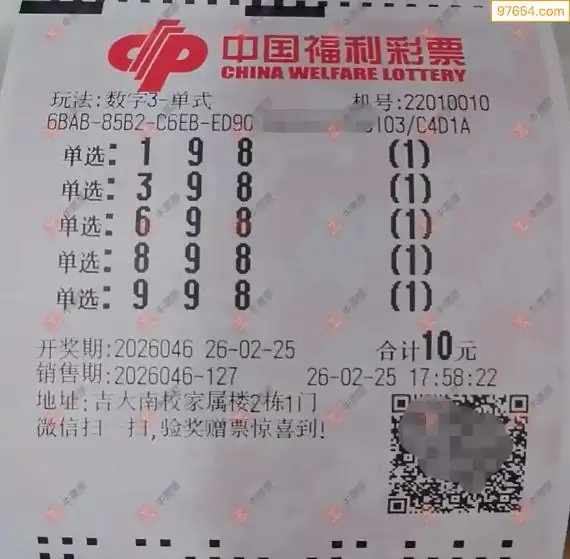 97654.com
中国福利彩票
CHINA WELFARE LOTTERY
玩法:数字3-单式 机号:22010010
6BAB-85B2-C6EB-ED9C 5103/C4D1A
单选: 1 9 8 (1)
单选: 3 9 8 (1)
单选: 6 9 8 (1)
单选: 8 9 8 (1)
单选: 9 9 8 (1)
开奖期:2026046 26-02-25 合计10元
销售期:2026046-127 26-02-25 17:58:22
地址:吉大南校家属楼2栋1门
微信扫一扫,验奖赠票惊喜到!